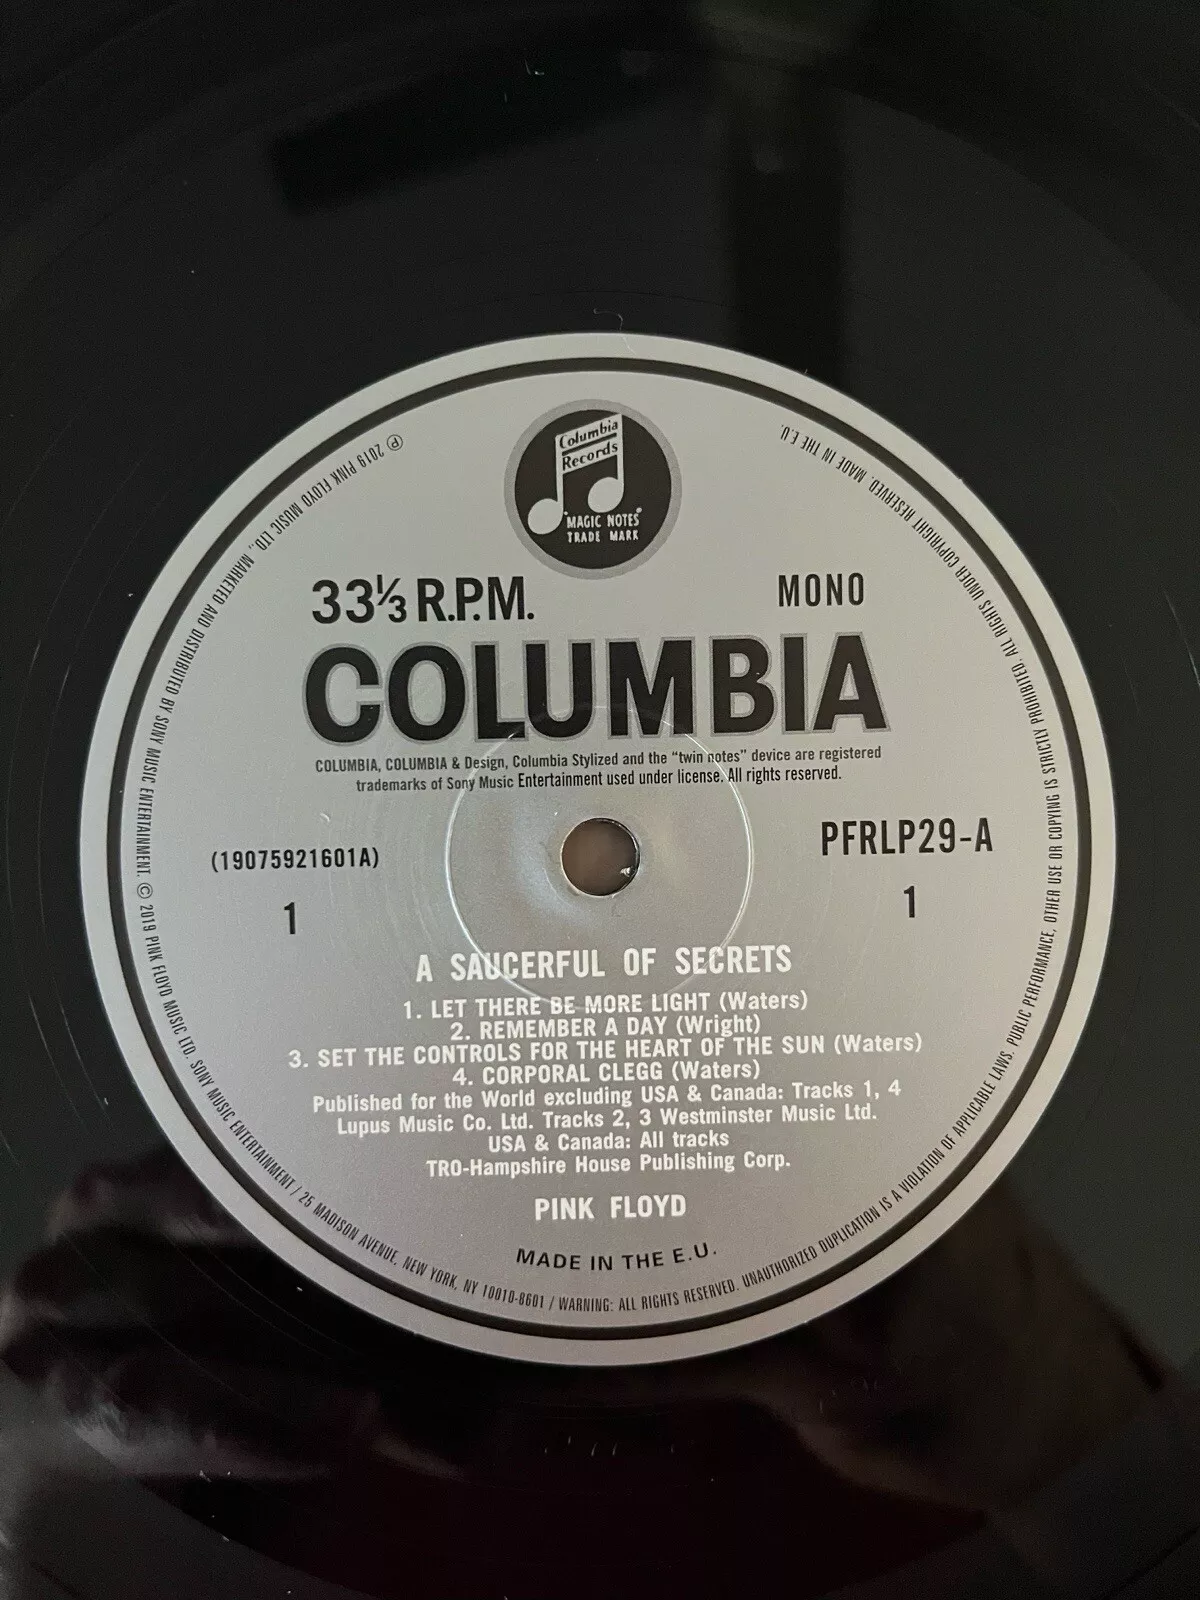 Columbia
Records
"MAGIC NOTES"
TRADE MARK
33⅓ R.P.M.
MONO
COLUMBIA
COLUMBIA, COLUMBIA & Design, Columbia Stylized and the “twin notes” device are registered
trademarks of Sony Music Entertainment used under license. All rights reserved.
(19075921601A)
PFRLP29-A
1
1
A SAUCERFUL OF SECRETS
1. LET THERE BE MORE LIGHT (Waters)
2. REMEMBER A DAY (Wright)
3. SET THE CONTROLS FOR THE HEART OF THE SUN (Waters)
4. CORPORAL CLEGG (Waters)
Published for the World excluding USA & Canada: Tracks 1, 4
Lupus Music Co. Ltd. Tracks 2, 3 Westminster Music Ltd.
USA & Canada: All tracks
TRO-Hampshire House Publishing Corp.
PINK FLOYD
MADE IN THE E.U.
℗ 2019 PINK FLOYD MUSIC LTD., MARKETED AND DISTRIBUTED BY SONY MUSIC ENTERTAINMENT. © 2019 PINK FLOYD MUSIC LTD. SONY MUSIC ENTERTAINMENT / 25 MADISON AVENUE, NEW YORK, NY 10010-8601 / WARNING: ALL RIGHTS RESERVED. UNAUTHORIZED DUPLICATION IS A VIOLATION OF APPLICABLE LAWS. PUBLIC PERFORMANCE, OTHER USE OR COPYING IS STRICTLY PROHIBITED. ALL RIGHTS UNDER COPYRIGHT RESERVED. MADE IN THE E.U.